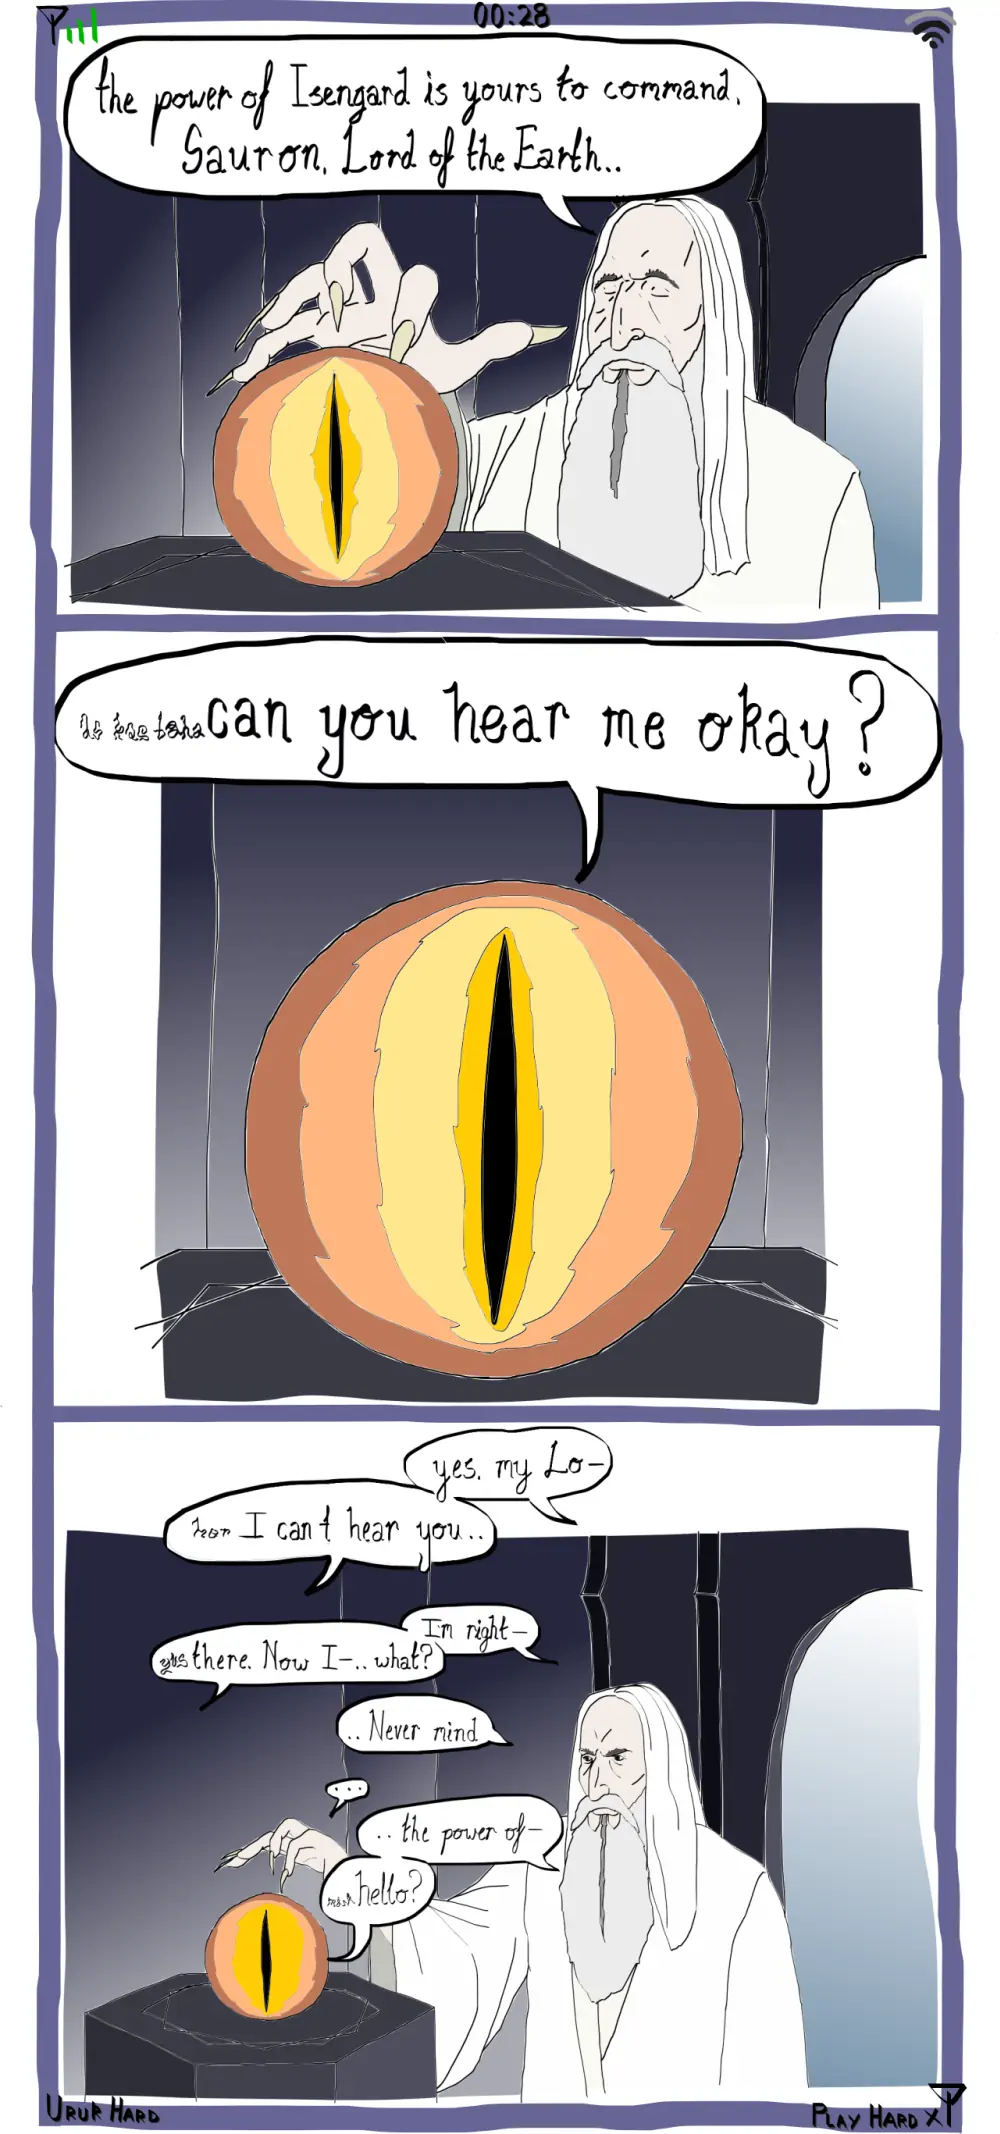 00:28
the power of Isengard is yours to command,
Sauron, Lord of the Earth..
can you hear me okay?
yes, my Lo-
I can't hear you..
I'm right-
there. Now I-.. what?
.. Never mind
...
.. the power of-
hello?
URUK HARD
PLAY HARD X